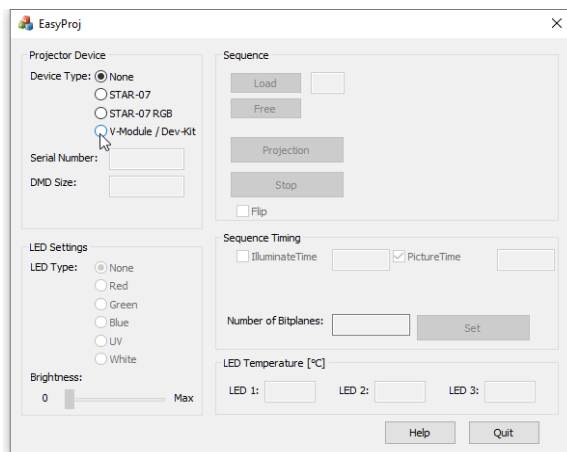 EasyProj
Projector Device
Device Type: None
STAR-07
STAR-07 RGB
V-Module / Dev-Kit
Serial Number:
DMD Size:
Sequence
Load
Free
Projection
Stop
Flip
LED Settings
LED Type: None
Red
Green
Blue
UV
White
Brightness:
0 Max
Sequence Timing
IlluminateTime PictureTime
Number of Bitplanes: Set
LED Temperature [°C]
LED 1: LED 2: LED 3:
Help Quit